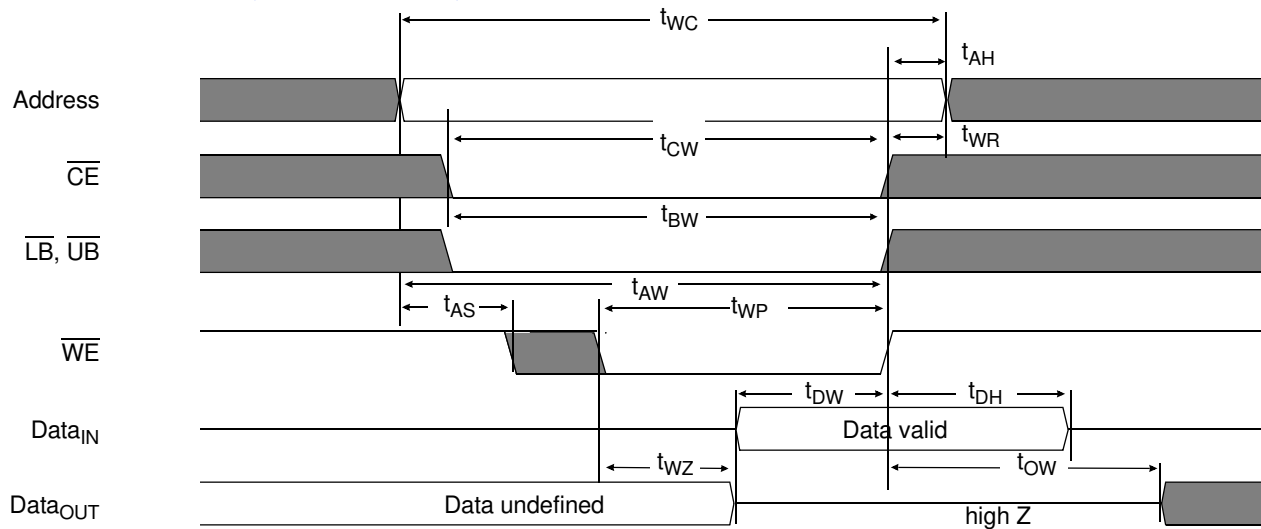 tWC
tAH
Address
tCW
tWR
CE
tBW
LB, UB
tAW
tAS
tWP
WE
tDW
tDH
DataIN
Data valid
tWZ
tOW
DataOUT
Data undefined
high Z